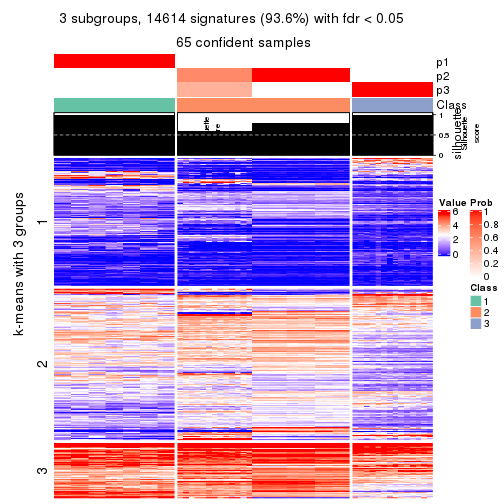 3 subgroups, 14614 signatures (93.6%) with fdr < 0.05
65 confident samples
p1
p2
p3
Class
1
0.5
0
silhouette
Silhouette
score
k-means with 3 groups
1
2
3
Value
6
4
2
0
Prob
1
0.8
0.6
0.4
0.2
0
Class
1
2
3